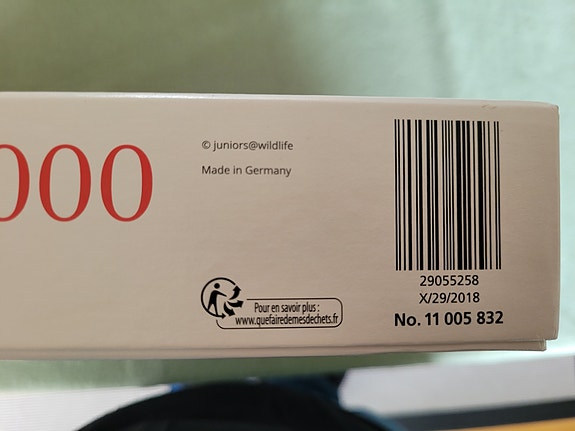 000
© juniors@wildlife
Made in Germany
Pour en savoir plus :
www.quefairedemesdechets.fr
29055258
X/29/2018
No. 11 005 832